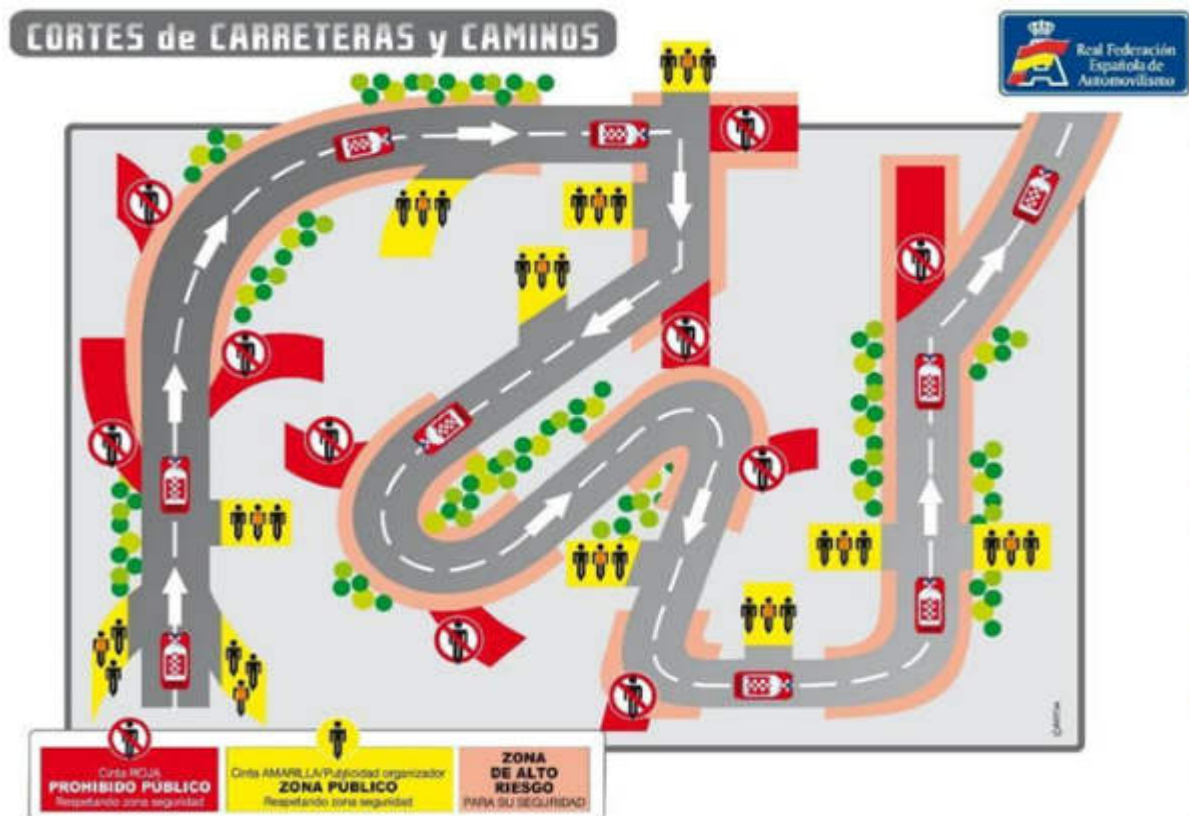 CORTES de CARRETERAS y CAMINOS
Real Federación
Española de
Automovilismo
Cinta ROJA
PROHIBIDO PÚBLICO
Respetando zona seguridad
Cinta AMARILLA/Publicidad organizador
ZONA PÚBLICO
Respetando zona seguridad
ZONA
DE ALTO
RIESGO
PARA SU SEGURIDAD